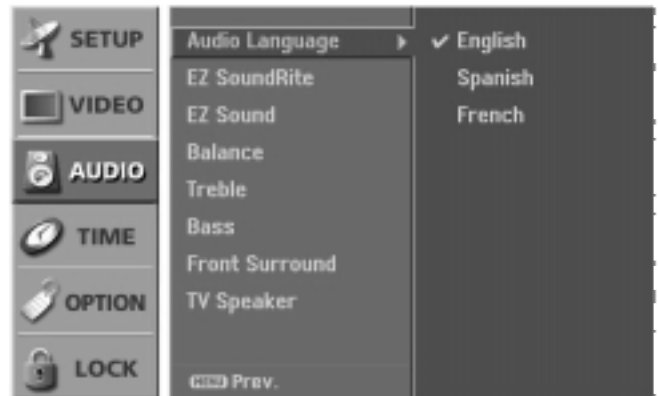 SETUP
VIDEO
AUDIO
TIME
OPTION
LOCK
Audio Language
EZ SoundRite
EZ Sound
Balance
Treble
Bass
Front Surround
TV Speaker
MENU Prev.
English
Spanish
French